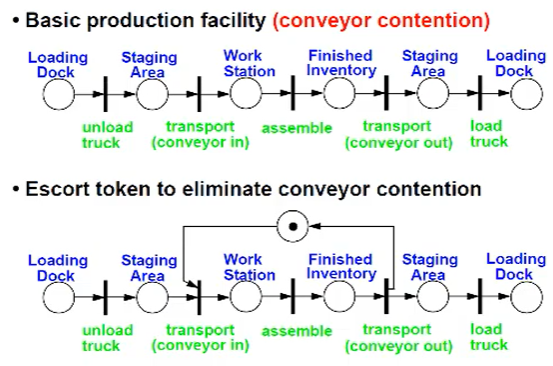 • Basic production facility (conveyor contention)
Loading Dock Staging Area Work Station Finished Inventory Staging Area Loading Dock
unload truck transport (conveyor in) assemble transport (conveyor out) load truck
• Escort token to eliminate conveyor contention
Loading Dock Staging Area Work Station Finished Inventory Staging Area Loading Dock
unload truck transport (conveyor in) assemble transport (conveyor out) load truck